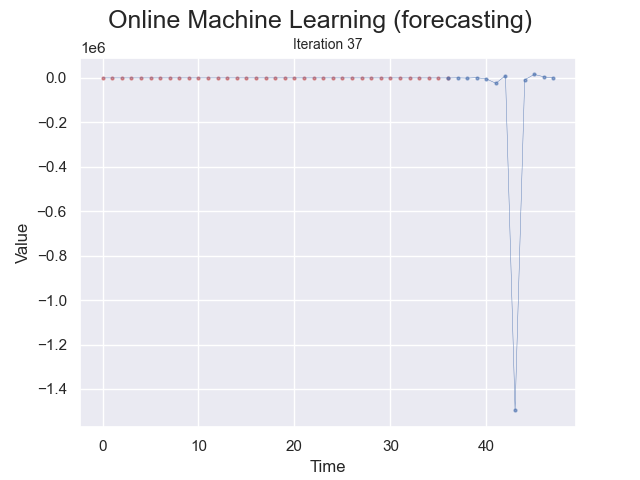 Online Machine Learning (forecasting)
Iteration 37
1e6
0.0
−0.2
−0.4
−0.6
−0.8
−1.0
−1.2
−1.4
Value
0 10 20 30 40
Time